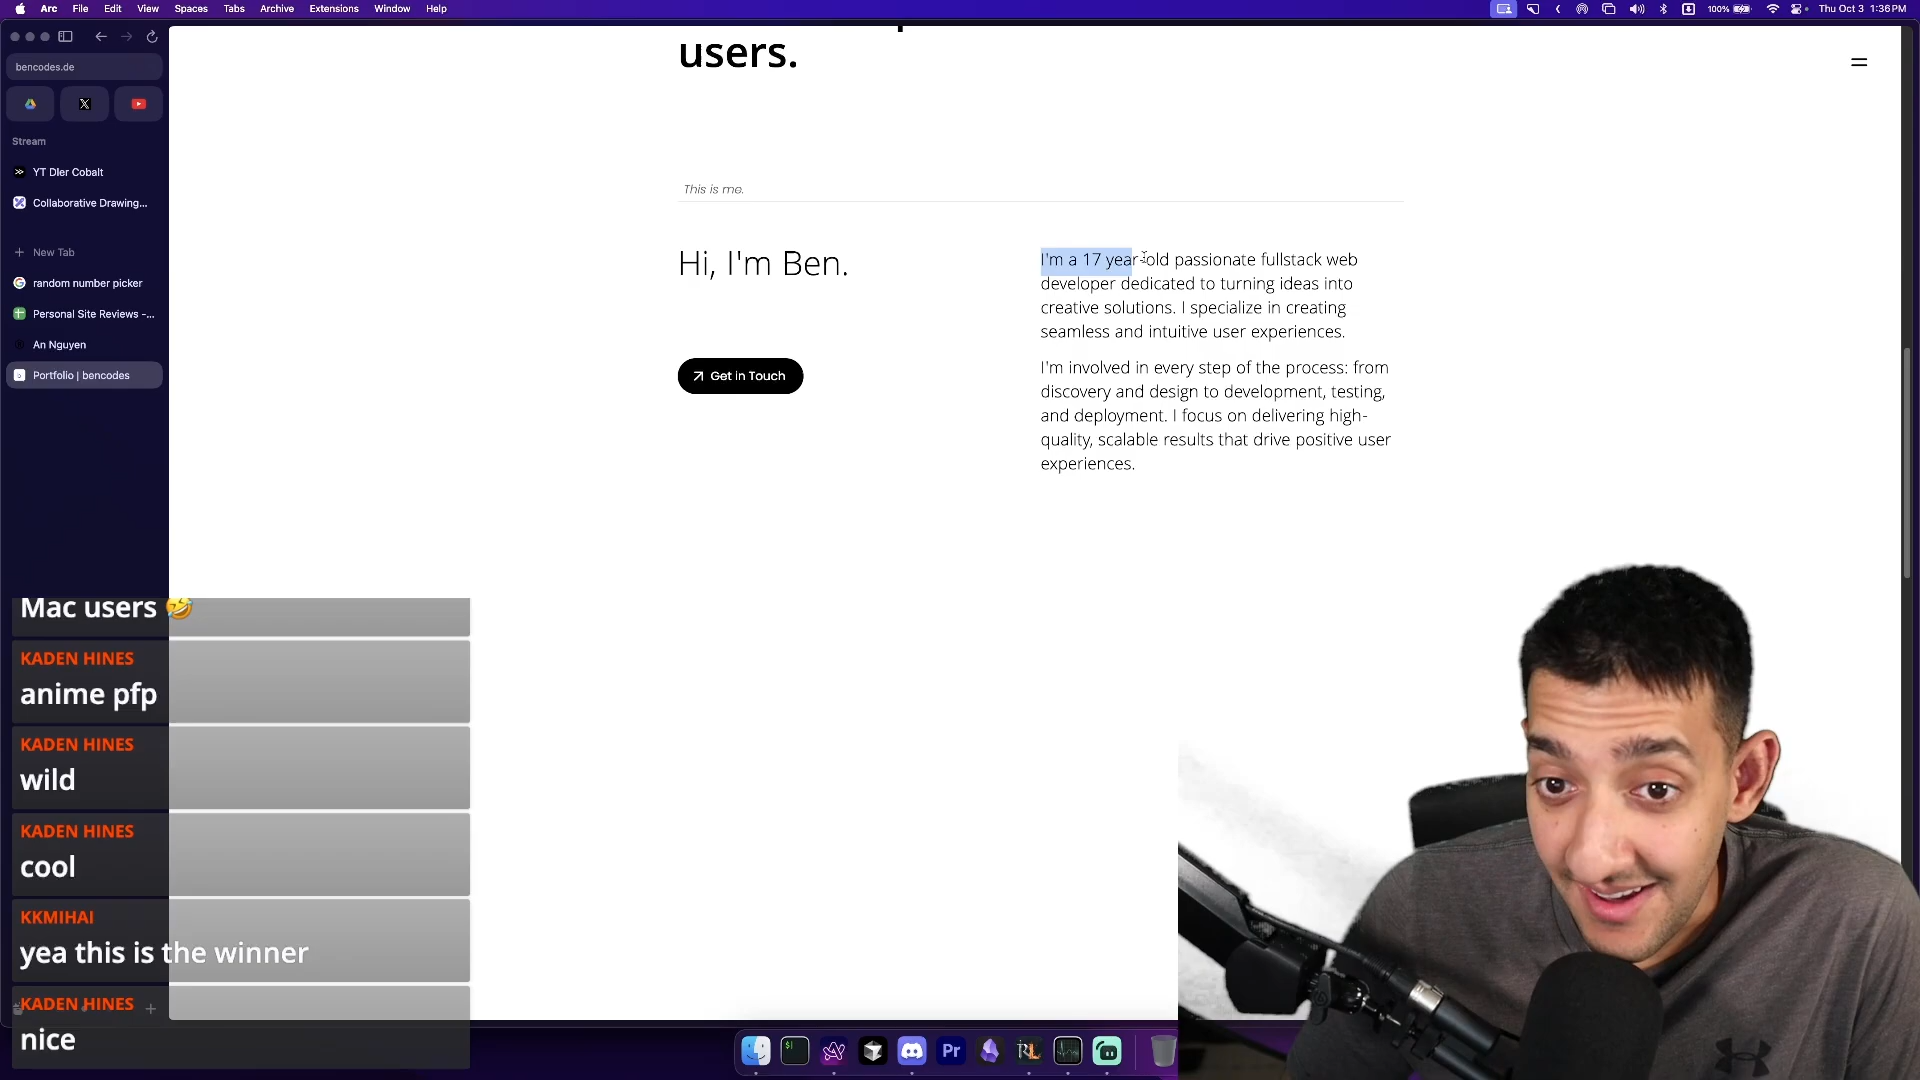 Arc File Edit View Spaces Tabs Archive Extensions Window Help
100% Thu Oct 3 1:36PM
bencodes.de
Stream
YT Dler Cobalt
Collaborative Drawing...
New Tab
random number picker
Personal Site Reviews -...
An Nguyen
Portfolio | bencodes
users.
This is me.
Hi, I'm Ben.
Get in Touch
I'm a 17 year-old passionate fullstack web
developer dedicated to turning ideas into
creative solutions. I specialize in creating
seamless and intuitive user experiences.
I'm involved in every step of the process: from
discovery and design to development, testing,
and deployment. I focus on delivering high-
quality, scalable results that drive positive user
experiences.
Mac users 🤣
KADEN HINES
anime pfp
KADEN HINES
wild
KADEN HINES
cool
KKMIHAI
yea this is the winner
KADEN HINES
nice
Pr